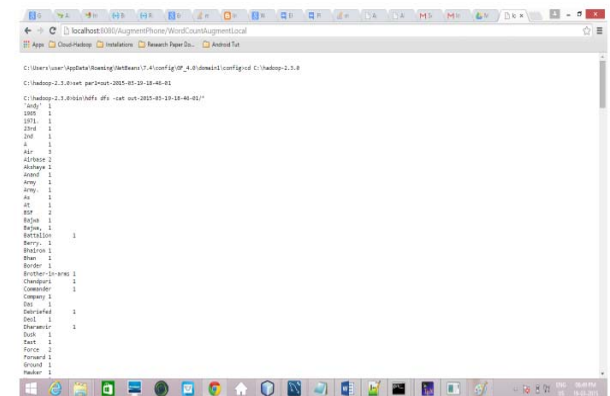 localhost:8080/AugmentPhone/WordCountAugmentLocal
Apps Cloud-Hadoop Installations Research Paper Do... Android Tut
C:\Users\user\AppData\Roaming\NetBeans\7.4\config\GF_4.0\domain1\config>cd C:\hadoop-2.3.0
C:\hadoop-2.3.0>set par1=out-2015-03-19-18-48-01
C:\hadoop-2.3.0>bin\hdfs dfs -cat out-2015-03-19-18-48-01/*
'Andy' 1
1965 1
1971. 1
23rd 1
2nd 1
A 1
Air 3
Airbase 2
Akshaye 1
Anand 1
Army 1
Army. 1
As 1
At 1
BSF 2
Bajwa 1
Bajwa, 1
Battalion 1
Berry. 1
Bhairon 1
Bhan 1
Border 1
Brother-in-arms 1
Chandpuri 1
Commander 1
Company 1
Das 1
Debriefed 1
Deol 1
Dharamvir 1
Dusk 1
East 1
Force 2
Forward 1
Ground 1
Hawker 1